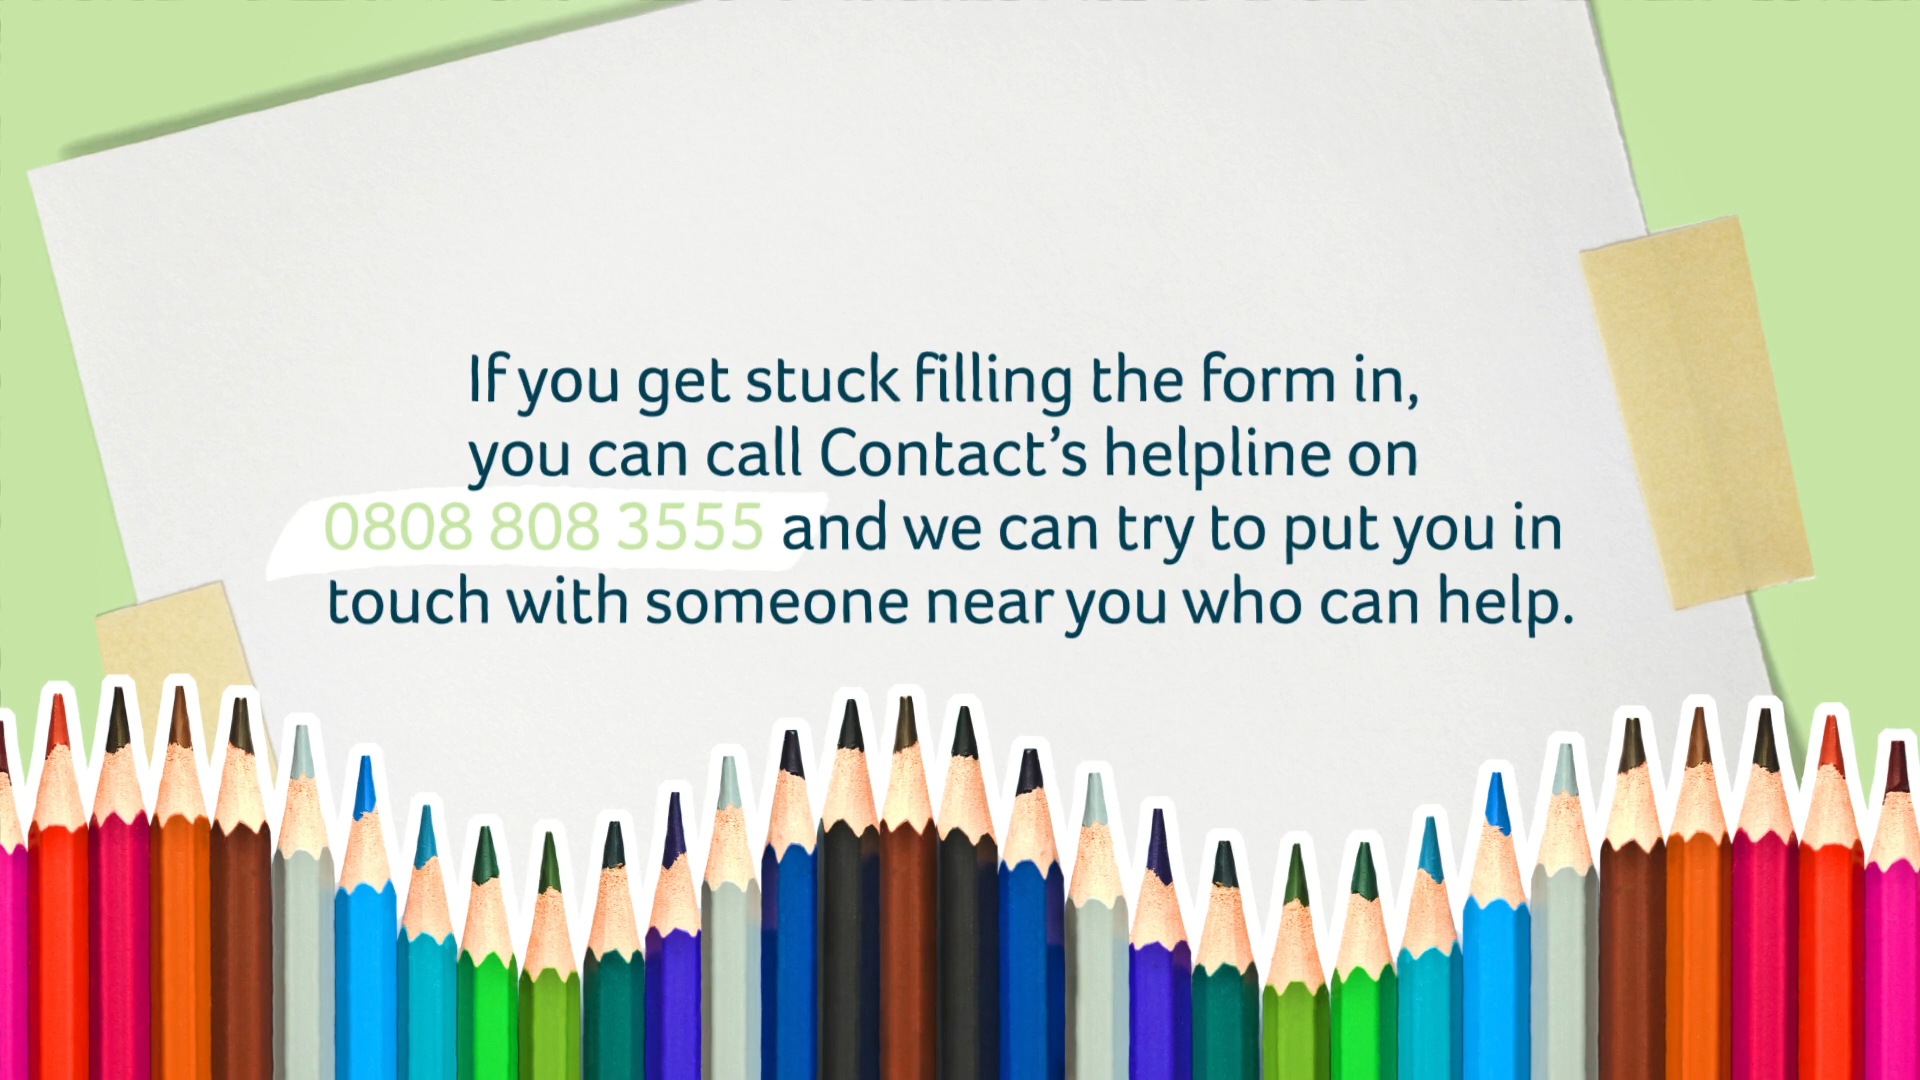 If you get stuck filling the form in,
you can call Contact’s helpline on
0808 808 3555 and we can try to put you in
touch with someone near you who can help.